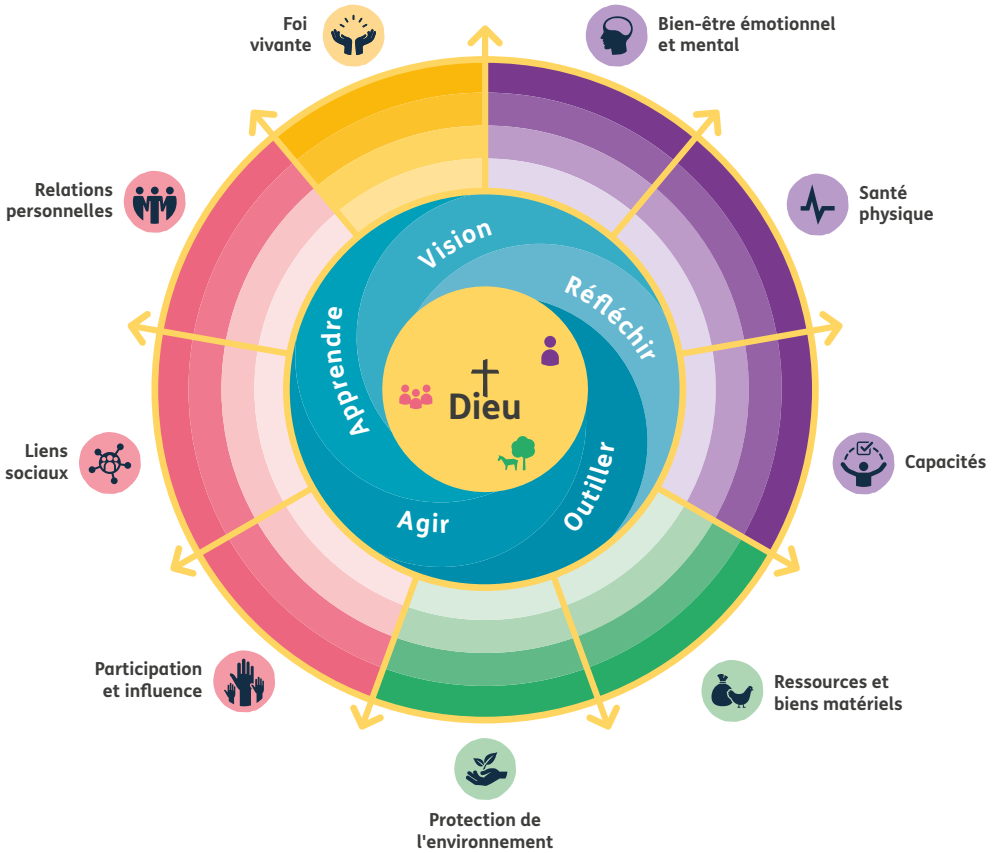 Foi
vivante
Bien-être émotionnel
et mental
Relations
personnelles
Santé
physique
Vision
Réfléchir
Apprendre
Dieu
Liens
sociaux
Capacités
Outiller
Agir
Participation
et influence
Ressources et
biens matériels
Protection de
l'environnement